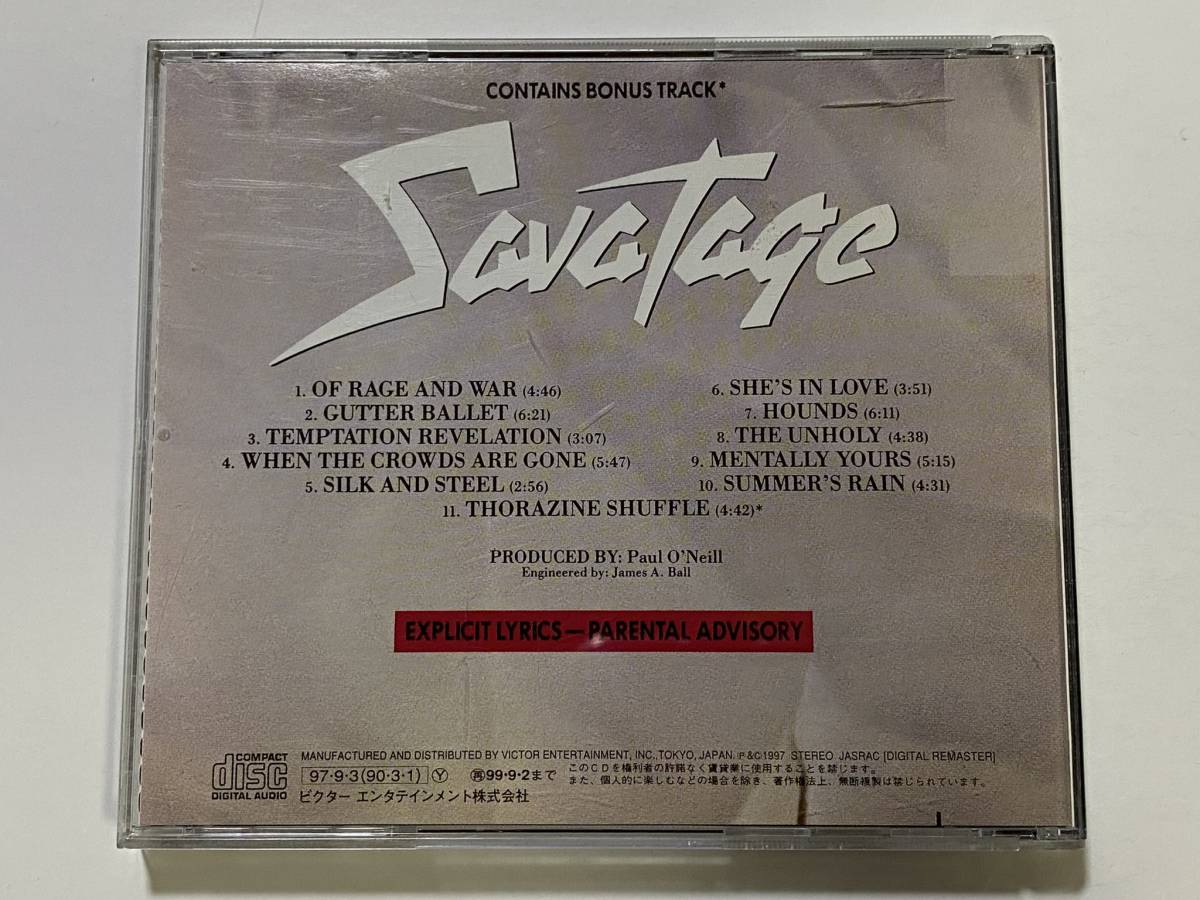 CONTAINS BONUS TRACK*
Savatage
1. OF RAGE AND WAR (4:46)
2. GUTTER BALLET (6:21)
3. TEMPTATION REVELATION (3:07)
4. WHEN THE CROWDS ARE GONE (5:47)
5. SILK AND STEEL (2:56)
6. SHE'S IN LOVE (3:51)
7. HOUNDS (6:11)
8. THE UNHOLY (4:38)
9. MENTALLY YOURS (5:15)
10. SUMMER'S RAIN (4:31)
11. THORAZINE SHUFFLE (4:42)*
PRODUCED BY: Paul O'Neill
Engineered by: James A. Ball
EXPLICIT LYRICS—PARENTAL ADVISORY
COMPACT
disc
DIGITAL AUDIO
MANUFACTURED AND DISTRIBUTED BY VICTOR ENTERTAINMENT, INC., TOKYO, JAPAN. ℗&©1997 STEREO JASRAC [DIGITAL REMASTER]
97・9・3(90・3・1) Ⓨ 再99・9・2まで
このCDを権利者の許諾なく賃貸業に使用することを禁じます。
また、個人的に楽しむなどの場合を除き、著作権法上、無断複製は禁じられています。
ビクター エンタテインメント株式会社